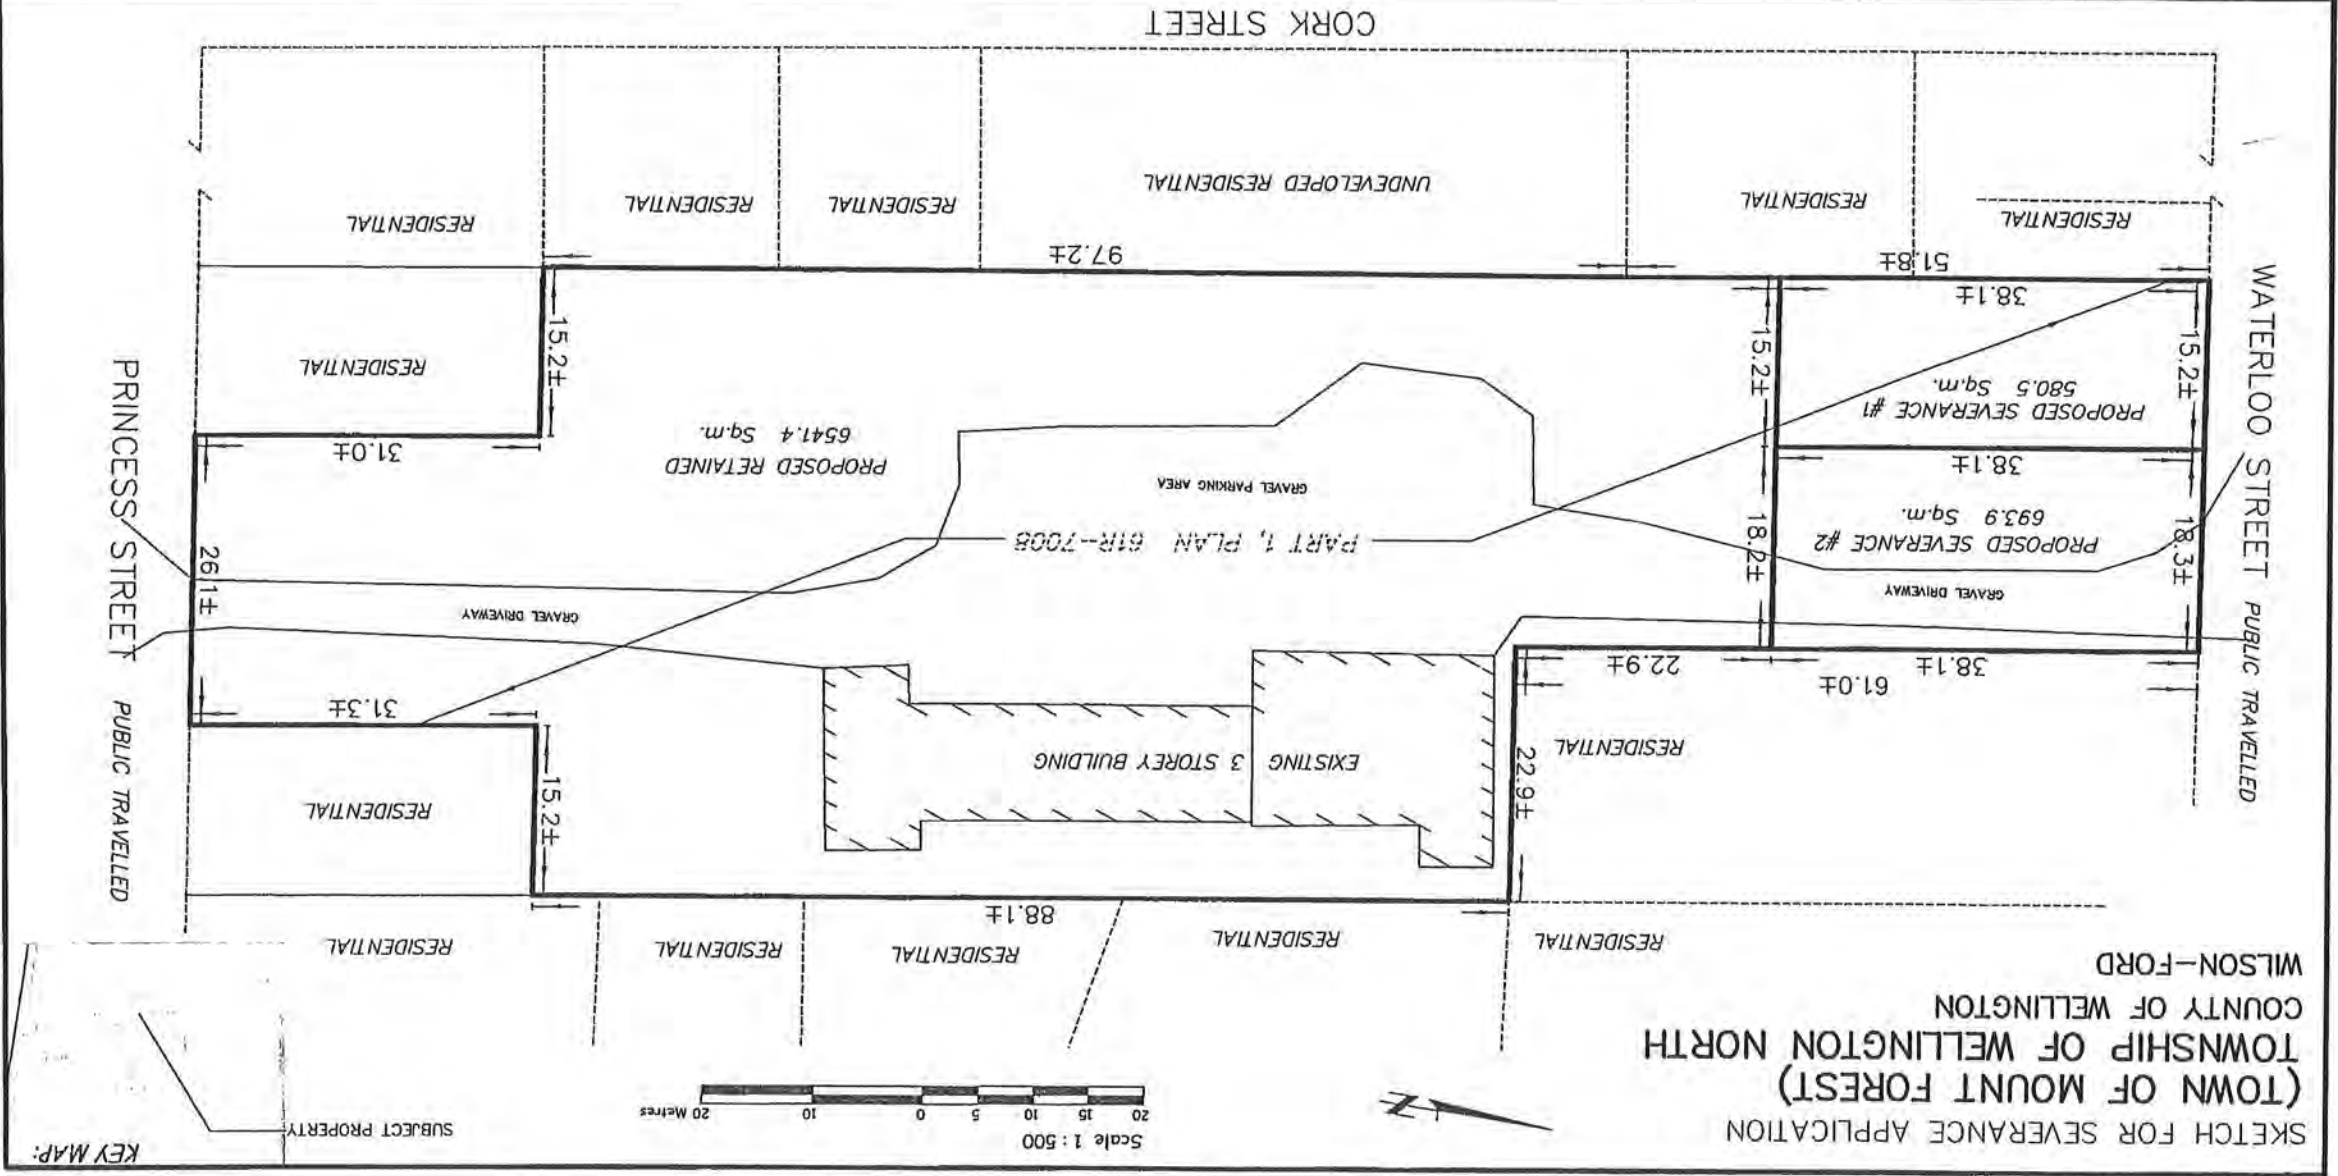 SKETCH FOR SEVERANCE APPLICATION
(TOWN OF MOUNT FOREST)
TOWNSHIP OF WELLINGTON NORTH
COUNTY OF WELLINGTON
WILSON-FORD
Scale 1 : 500
20 15 10 5 0 10 20 Metres
KEY MAP:
SUBJECT PROPERTY
RESIDENTIAL
RESIDENTIAL
RESIDENTIAL
RESIDENTIAL
RESIDENTIAL
88.1±
RESIDENTIAL
22.9±
EXISTING 3 STOREY BUILDING
15.2±
RESIDENTIAL
61.0±
38.1±
22.9±
31.3±
WATERLOO STREET PUBLIC TRAVELLED
PRINCESS STREET PUBLIC TRAVELLED
GRAVEL DRIVEWAY
GRAVEL DRIVEWAY
18.3±
PROPOSED SEVERANCE #2
693.9 Sq.m.
18.2±
26.1±
PART 1, PLAN 61R-7008
GRAVEL PARKING AREA
38.1±
PROPOSED RETAINED
6541.4 Sq.m.
31.0±
PROPOSED SEVERANCE #1
580.5 Sq.m.
15.2±
15.2±
15.2±
RESIDENTIAL
38.1±
51.8±
97.2±
RESIDENTIAL
RESIDENTIAL
UNDEVELOPED RESIDENTIAL
RESIDENTIAL
RESIDENTIAL
RESIDENTIAL
CORK STREET